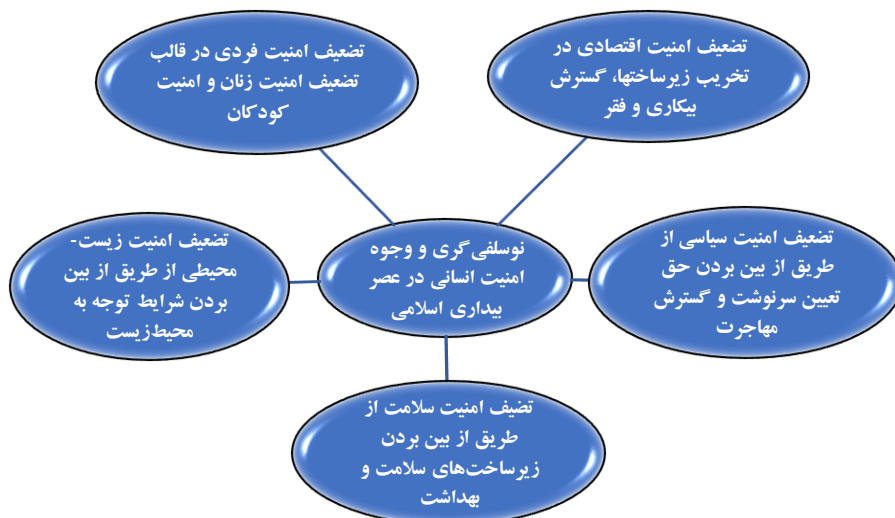 تضعیف امنیت اقتصادی در
تخریب زیرساختها، گسترش
بیکاری و فقر
تضعیف امنیت فردی در قالب
تضعیف امنیت زنان و امنیت
کودکان
نوسلفی‌گری و وجوه
امنیت انسانی در عصر
بیداری اسلامی
تضعیف امنیت سیاسی از
طریق از بین بردن حق
تعیین سرنوشت و گسترش
مهاجرت
تضعیف امنیت زیست-
محیطی از طریق از بین
بردن شرایط توجه به
محیط‌زیست
تضیف امنیت سلامت از
طریق از بین بردن
زیرساخت‌های سلامت و
بهداشت